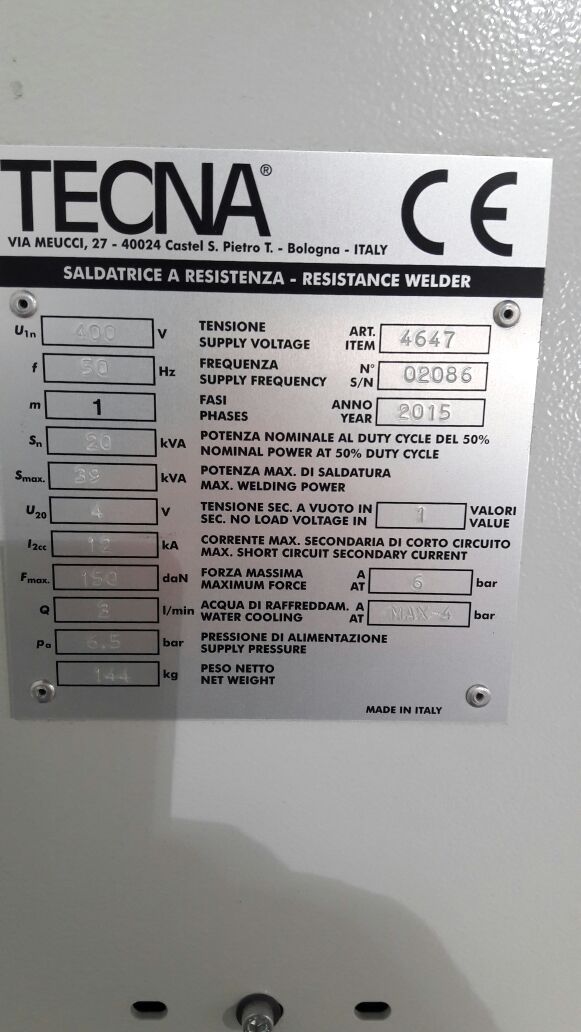 TECNA®
CE
VIA MEUCCI, 27 - 40024 Castel S. Pietro T. - Bologna - ITALY
SALDATRICE A RESISTENZA - RESISTANCE WELDER
U1n 400 V TENSIONE SUPPLY VOLTAGE ART. ITEM 4647
f 50 Hz FREQUENZA SUPPLY FREQUENCY N° S/N 02086
m 1 FASI PHASES ANNO YEAR 2015
Sn 20 kVA POTENZA NOMINALE AL DUTY CYCLE DEL 50% NOMINAL POWER AT 50% DUTY CYCLE
Smax. 39 kVA POTENZA MAX. DI SALDATURA MAX. WELDING POWER
U20 4 V TENSIONE SEC. A VUOTO IN SEC. NO LOAD VOLTAGE IN 1 VALORI VALUE
I2cc 12 kA CORRENTE MAX. SECONDARIA DI CORTO CIRCUITO MAX. SHORT CIRCUIT SECONDARY CURRENT
Fmax. 150 daN FORZA MASSIMA MAXIMUM FORCE A AT 6 bar
Q 3 l/min ACQUA DI RAFFREDDAM. WATER COOLING A AT MAX-4 bar
po 6.5 bar PRESSIONE DI ALIMENTAZIONE SUPPLY PRESSURE
144 kg PESO NETTO NET WEIGHT
MADE IN ITALY